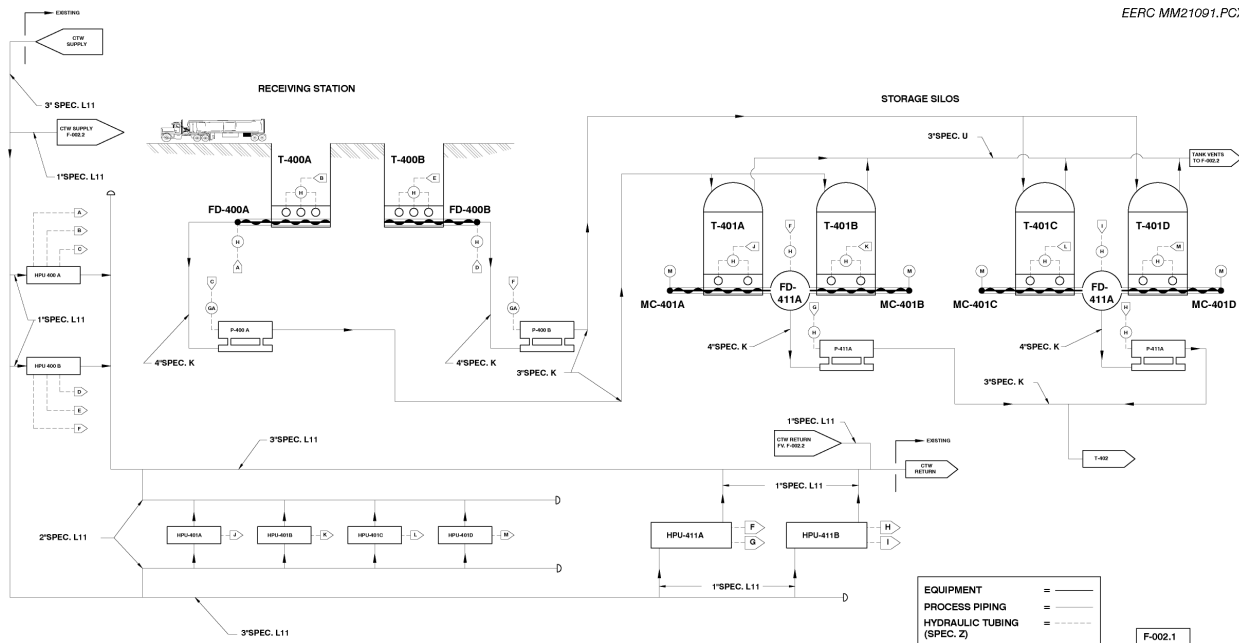 EERC MM21091.PCX
EXISTING
CTW
SUPPLY
3" SPEC. L11
CTW SUPPLY
F-002.2
1"SPEC. L11
RECEIVING STATION
STORAGE SILOS
3"SPEC. U
TANK VENTS
TO F-002.2
T-400A
T-400B
B
E
H
H
FD-400A
FD-400B
H
H
A
D
A
B
C
HPU 400 A
1"SPEC. L11
HPU 400 B
D
E
F
C
GA
P-400 A
4"SPEC. K
F
GA
P-400 B
4"SPEC. K
3"SPEC. K
T-401A
T-401B
T-401C
T-401D
F
H
I
H
J
H
K
H
L
H
M
H
M
M
M
M
MC-401A
FD-
411A
MC-401B
MC-401C
FD-
411A
MC-401D
G
H
P-411A
4"SPEC. K
H
H
P-411A
4"SPEC. K
3"SPEC. K
T-402
3"SPEC. L11
1"SPEC. L11
CTW RETURN
FV. F-002.2
EXISTING
CTW
RETURN
1"SPEC. L11
2"SPEC. L11
HPU-401A
J
HPU-401B
K
HPU-401C
L
HPU-401D
M
HPU-411A
F
G
HPU-411B
H
I
1"SPEC. L11
3"SPEC. L11
EQUIPMENT =
PROCESS PIPING =
HYDRAULIC TUBING =
(SPEC. Z)
F-002.1